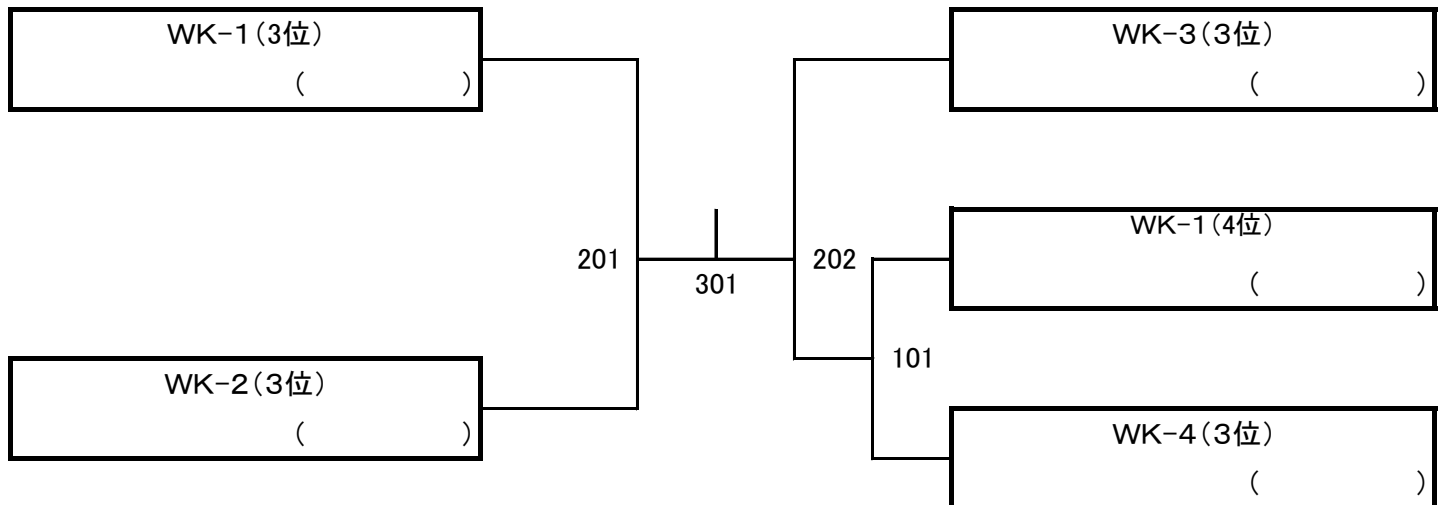 WK-1(3位)
(　　　　)
WK-3(３位)
(　　　　)
WK-1(4位)
(　　　　)
201
202
301
101
WK-2(３位)
(　　　　)
WK-4(3位)
(　　　　)